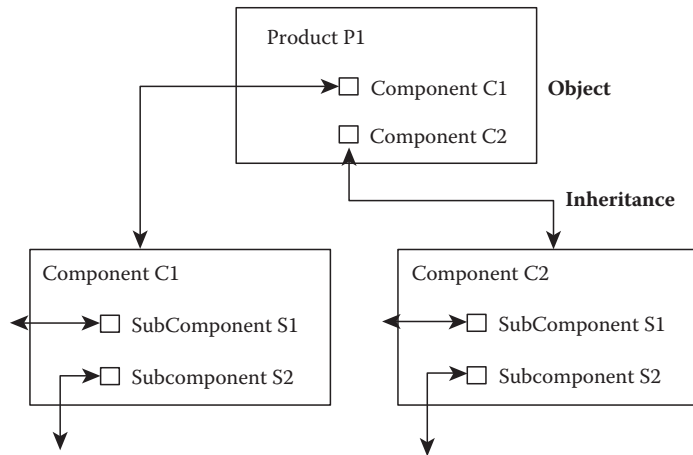 Product P1
Component C1
Object
Component C2
Inheritance
Component C1
SubComponent S1
Subcomponent S2
Component C2
SubComponent S1
Subcomponent S2